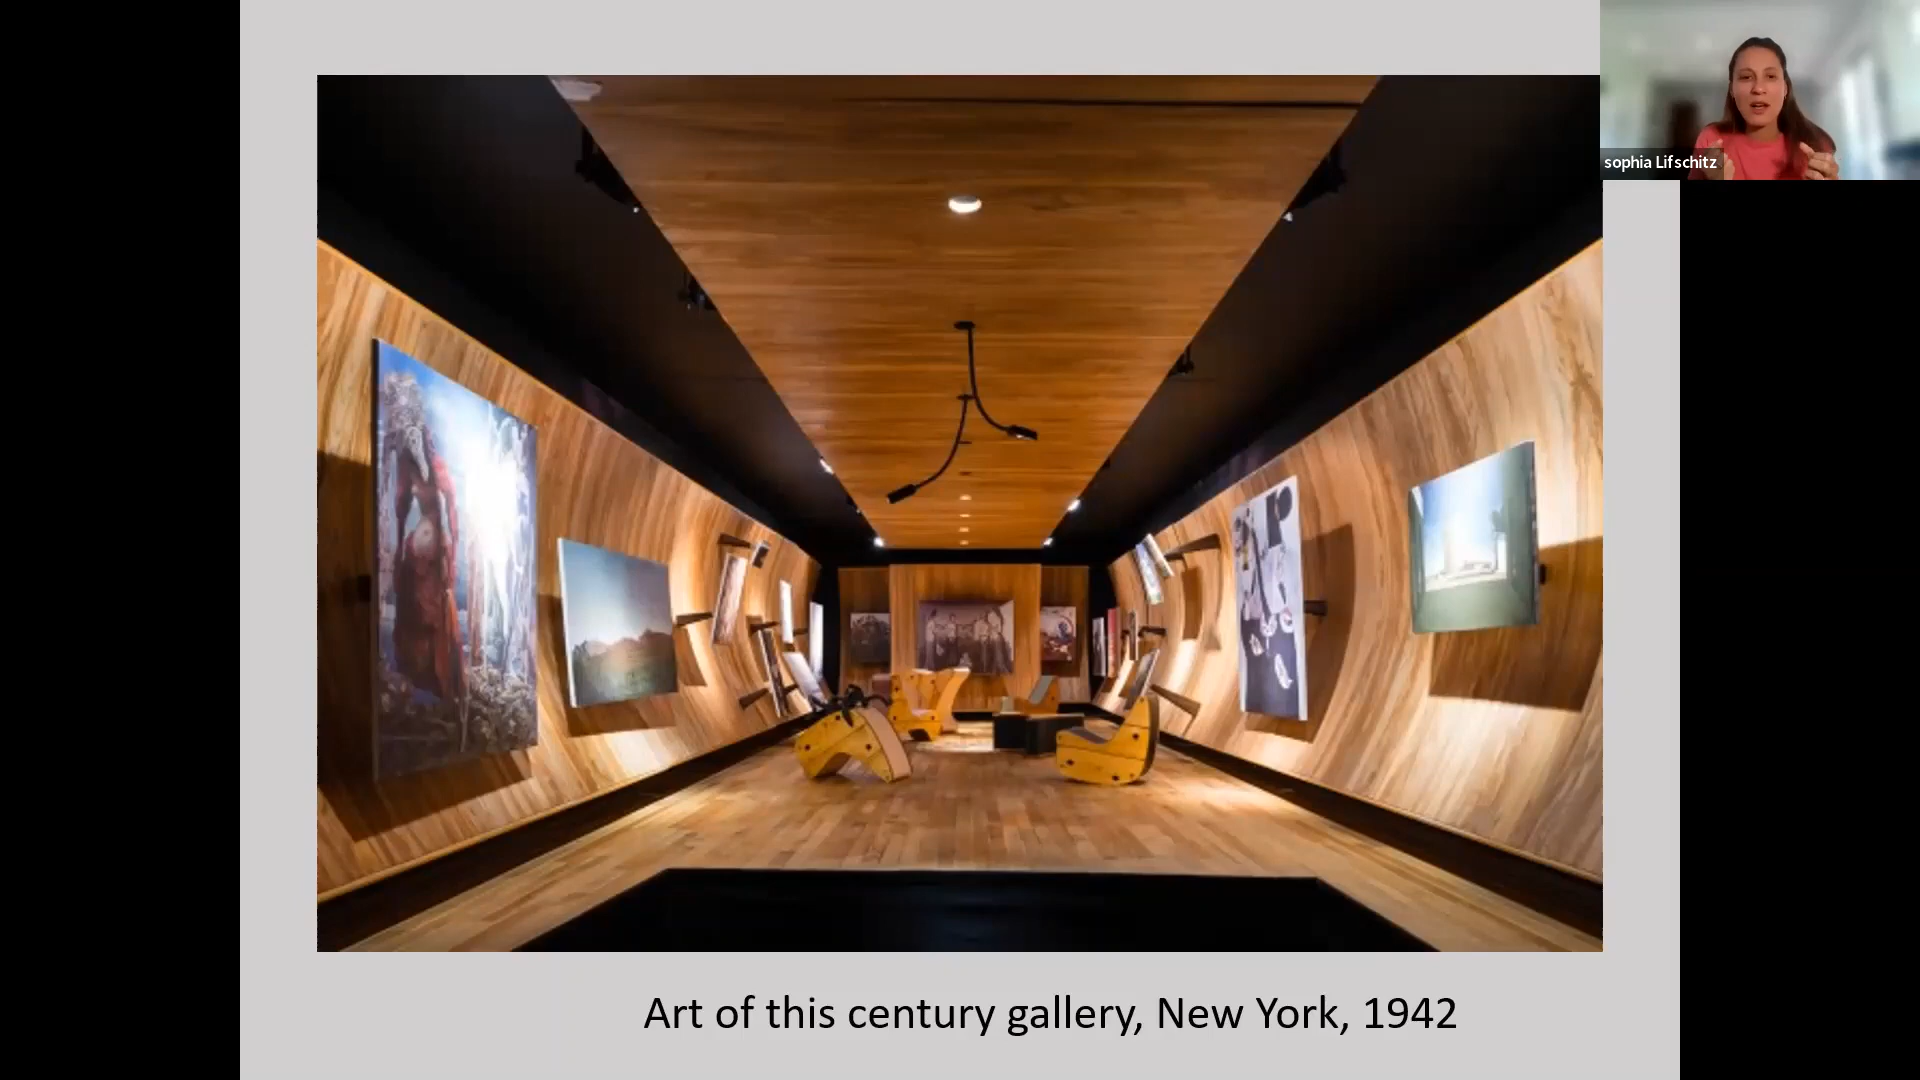 sophia Lifschitz
Art of this century gallery, New York, 1942